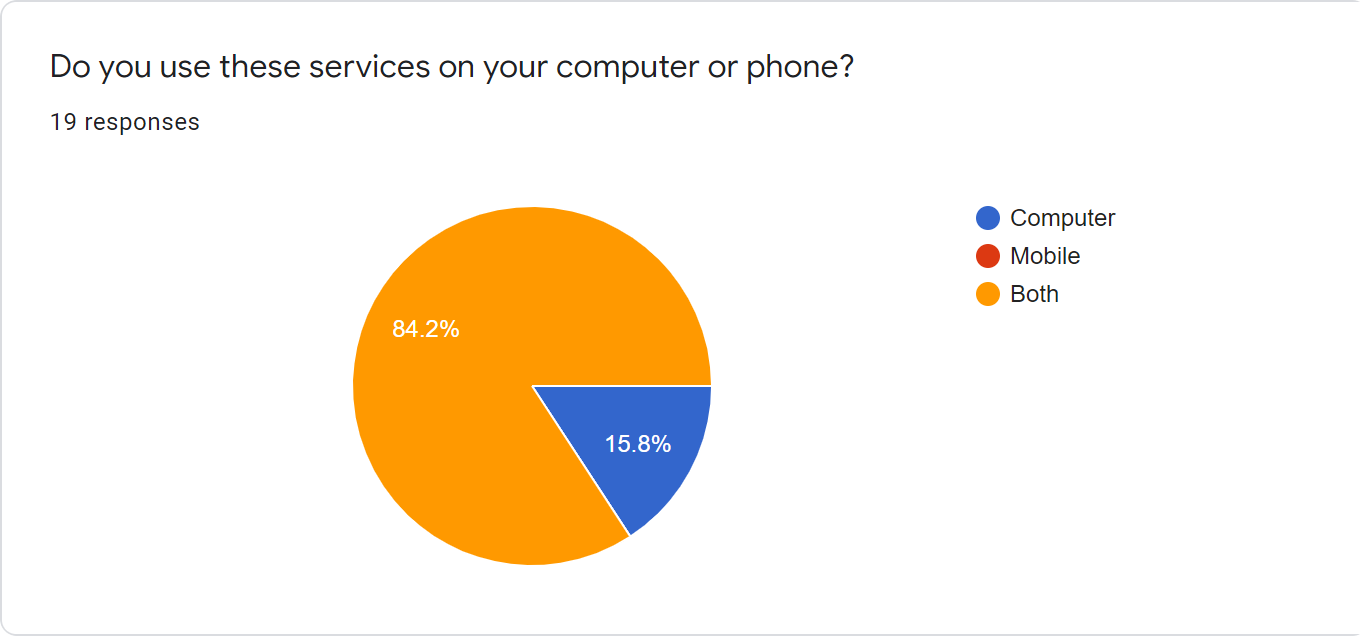 Do you use these services on your computer or phone?
19 responses
Computer
Mobile
Both
84.2%
15.8%